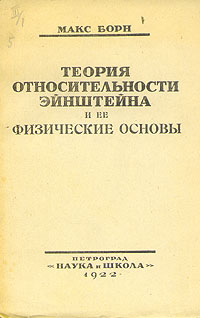 МАКС БОРН
ТЕОРИЯ
ОТНОСИТЕЛЬНОСТИ
ЭЙНШТЕЙНА
И ЕЕ
ФИЗИЧЕСКИЕ ОСНОВЫ
ПЕТРОГРАД
«НАУКА и ШКОЛА»
1922